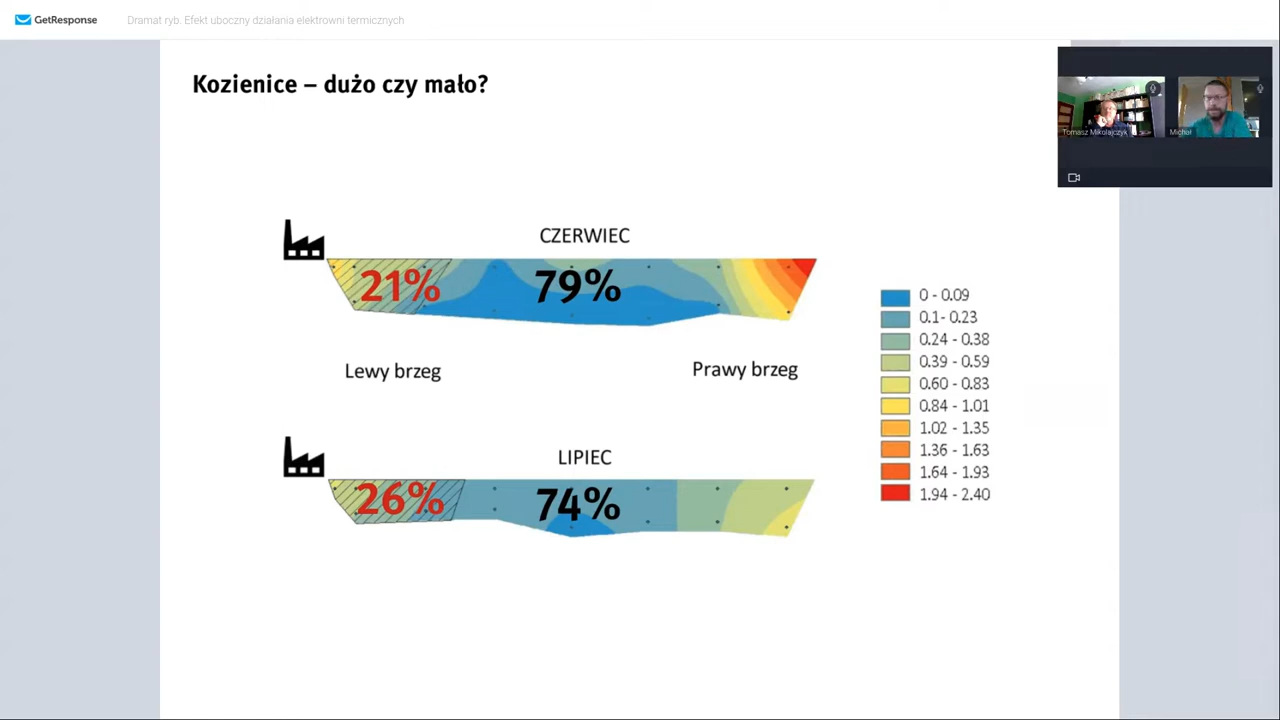 GetResponse
Dramat ryb. Efekt uboczny działania elektrowni termicznych
Kozienice – dużo czy mało?
Tomasz Mikolajczyk
Michał
CZERWIEC
21%
79%
Lewy brzeg
Prawy brzeg
LIPIEC
26%
74%
0 - 0.09
0.1- 0.23
0.24 - 0.38
0.39 - 0.59
0.60 - 0.83
0.84 - 1.01
1.02 - 1.35
1.36 - 1.63
1.64 - 1.93
1.94 - 2.40